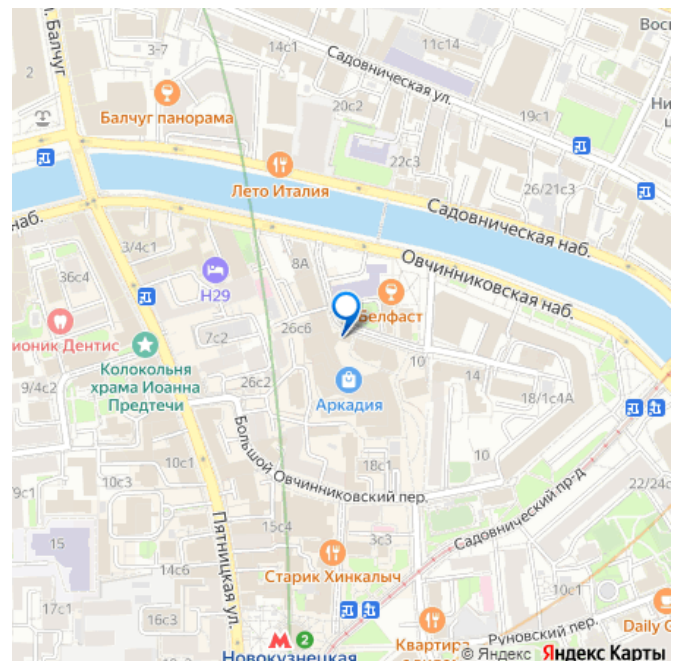 л. Балчуг
2
3-7
14с1
11с14
Садовническая ул.
Вос
Балчуг панорама
20с2
22с3
19с1
Ни
ц
Лето Италия
26/21с3
Садовническая наб.
наб.
3/4с1
8А
Овчинниковская наб.
36с4
Н29
Белфаст
ионик Дентис
7с2
26с6
10
9/4с2
Колокольня
храма Иоанна
Предтечи
26с2
14
Аркадия
18/1с4А
Большой Овчинниковский пер.
10с1
18с1
10
10с3
9с1
22/24с
Садовнический пр-д
Пятницкая ул.
15с4
3с3
15
14с6
Старик Хинкалыч
10с1
17с1
16с3
Руновский пер.
Daily
2
Новокузнецкая
Квартира
© Яндекс Яндекс Карты